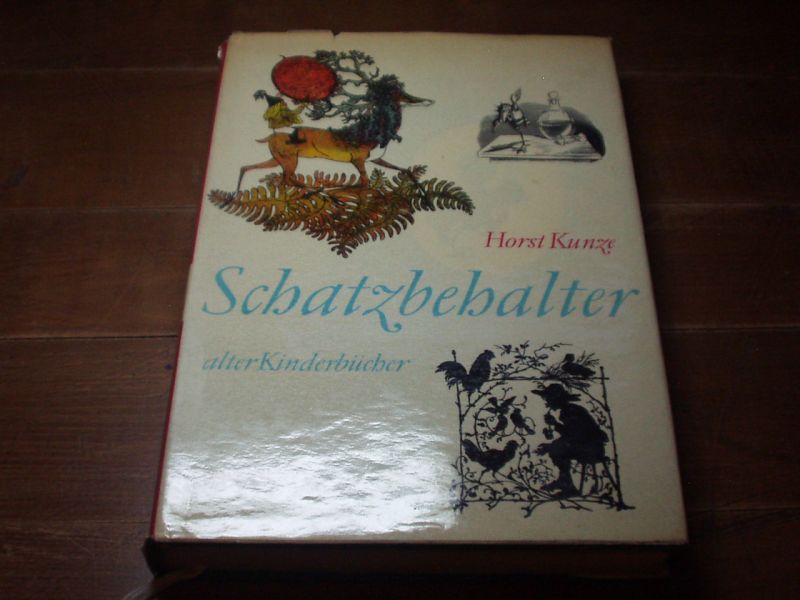 Horst Kunze
Schatzbehalter
alter Kinderbücher